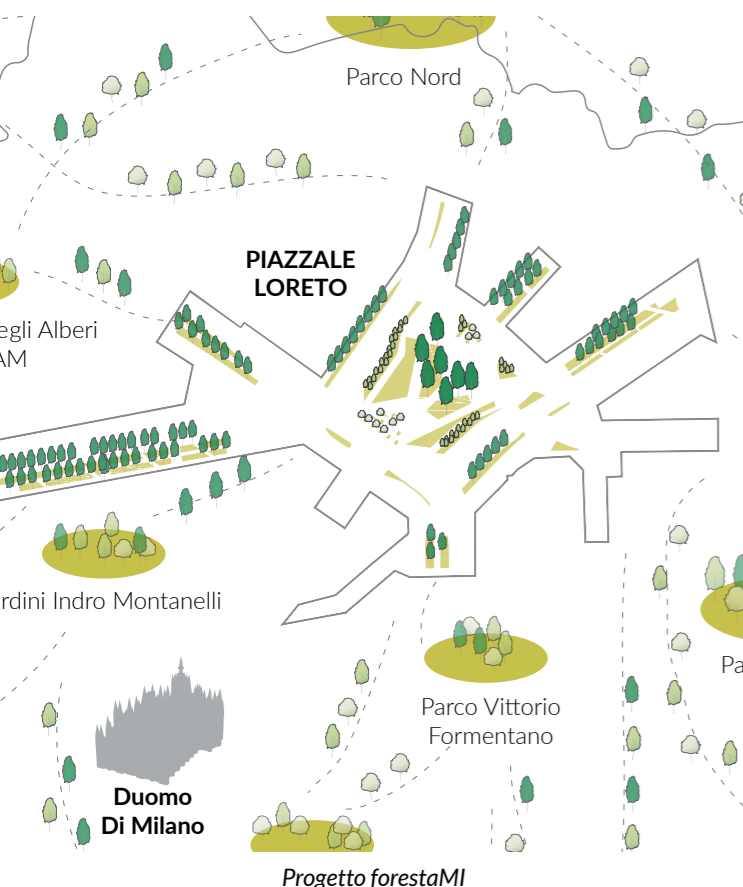 Parco Nord
PIAZZALE
LORETO
egli Alberi
AM
rdini Indro Montanelli
Parco Vittorio
Formentano
Pa
Duomo
Di Milano
Progetto forestaMI